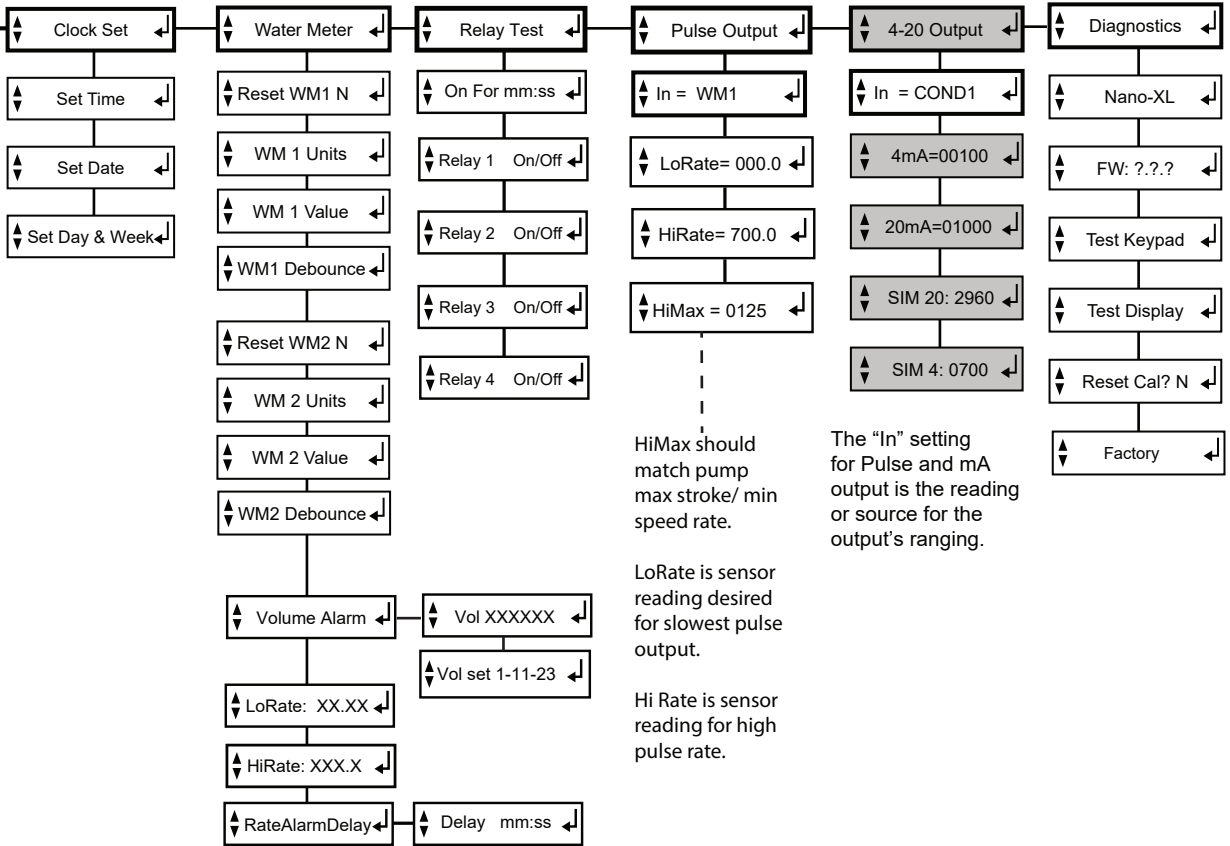 Clock Set
Set Time
Set Date
Set Day & Week
Water Meter
Reset WM1 N
WM 1 Units
WM 1 Value
WM1 Debounce
Reset WM2 N
WM 2 Units
WM 2 Value
WM2 Debounce
Volume Alarm
Vol XXXXXX
Vol set 1-11-23
LoRate: XX.XX
HiRate: XXX.X
RateAlarmDelay
Delay mm:ss
Relay Test
On For mm:ss
Relay 1 On/Off
Relay 2 On/Off
Relay 3 On/Off
Relay 4 On/Off
Pulse Output
In = WM1
LoRate= 000.0
HiRate= 700.0
HiMax = 0125
HiMax should
match pump
max stroke/ min
speed rate.
LoRate is sensor
reading desired
for slowest pulse
output.
Hi Rate is sensor
reading for high
pulse rate.
4-20 Output
In = COND1
4mA=00100
20mA=01000
SIM 20: 2960
SIM 4: 0700
The “In” setting
for Pulse and mA
output is the reading
or source for the
output’s ranging.
Diagnostics
Nano-XL
FW: ?.?.?
Test Keypad
Test Display
Reset Cal? N
Factory